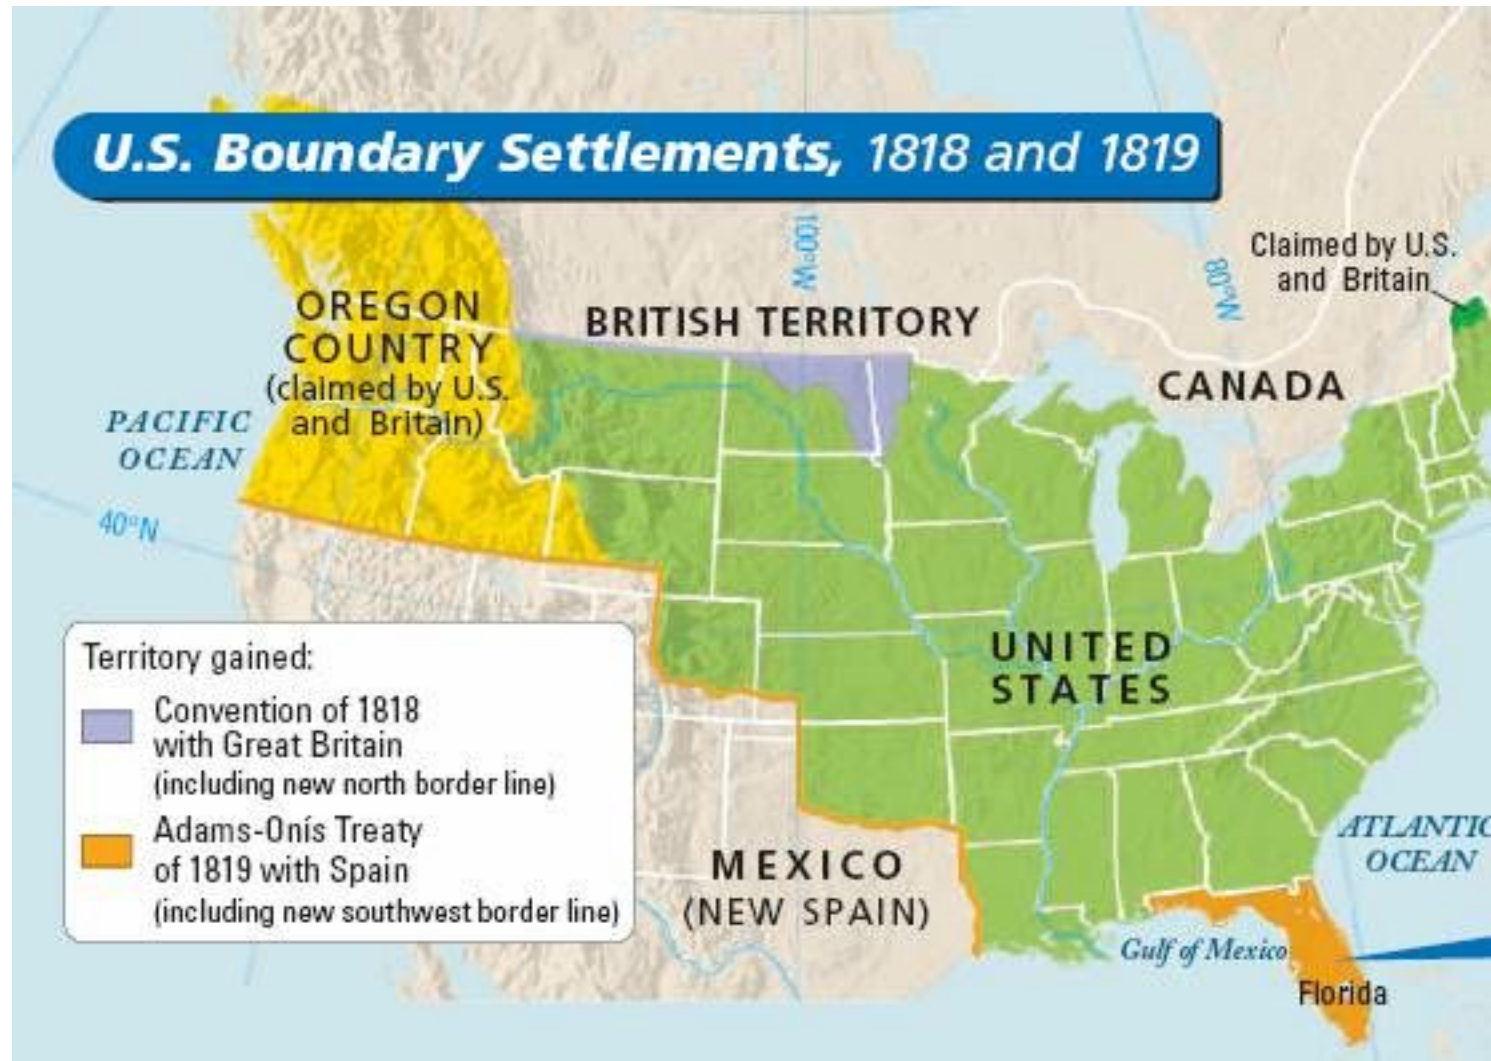 U.S. Boundary Settlements, 1818 and 1819
100°W
80°W
Claimed by U.S.
and Britain
OREGON
COUNTRY
(claimed by U.S.
and Britain)
BRITISH TERRITORY
CANADA
PACIFIC
OCEAN
40°N
UNITED
STATES
Territory gained:
Convention of 1818
with Great Britain
(including new north border line)
Adams-Onís Treaty
of 1819 with Spain
(including new southwest border line)
MEXICO
(NEW SPAIN)
ATLANTIC
OCEAN
Gulf of Mexico
Florida